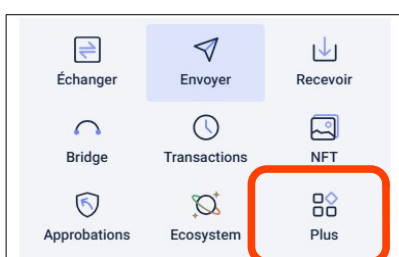 Échanger Envoyer Recevoir
Bridge Transactions NFT
Approbations Ecosystem Plus